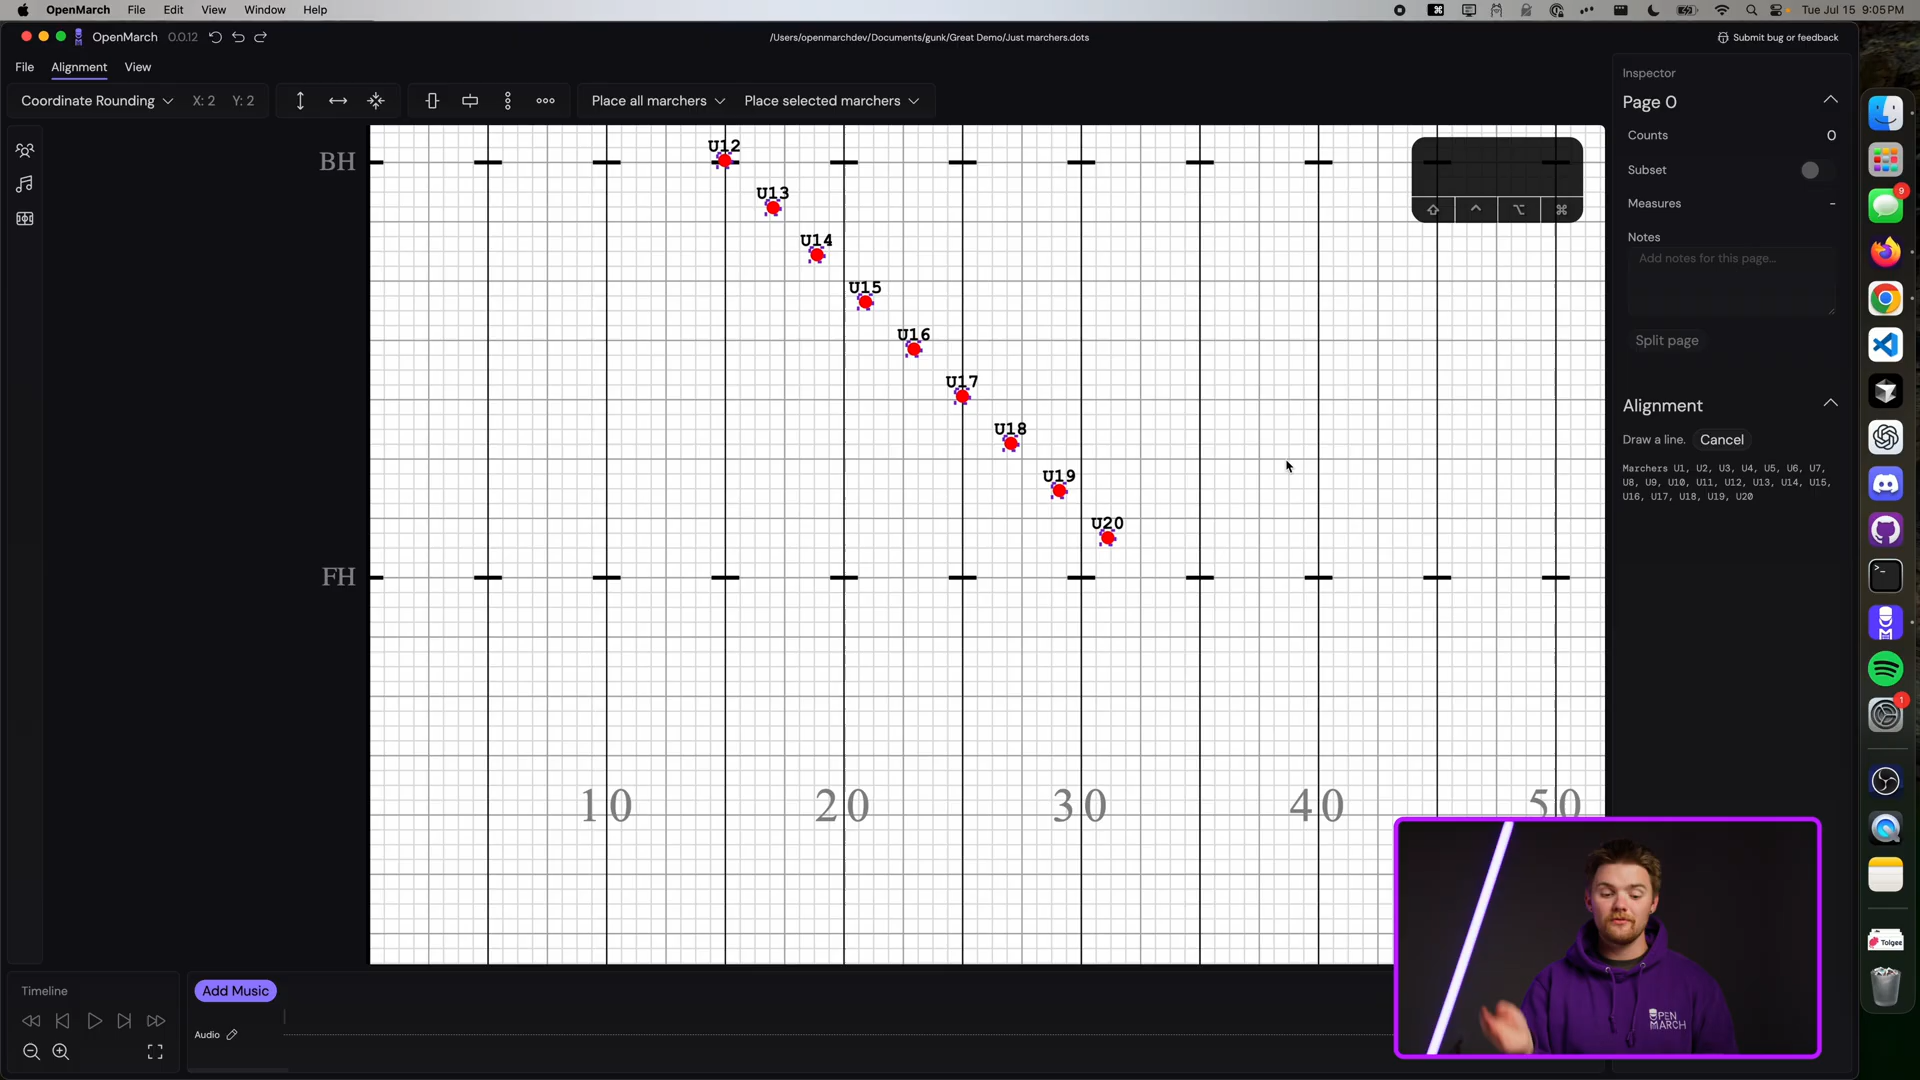 OpenMarch File Edit View Window Help
Tue Jul 15 9:05PM
OpenMarch 0.0.12
/Users/openmarchdev/Documents/gunk/Great Demo/Just marchers.dots
Submit bug or feedback
File Alignment View
Coordinate Rounding X: 2 Y: 2
Place all marchers Place selected marchers
Inspector
Page 0
Counts 0
Subset
Measures -
Notes
Add notes for this page...
Split page
Alignment
Draw a line. Cancel
Marchers U1, U2, U3, U4, U5, U6, U7,
U8, U9, U10, U11, U12, U13, U14, U15,
U16, U17, U18, U19, U20
BH
U12
U13
U14
U15
U16
U17
U18
U19
U20
FH
10 20 30 40 50
Timeline
Add Music
Audio
OPEN
MARCH
9
1
Tolgee